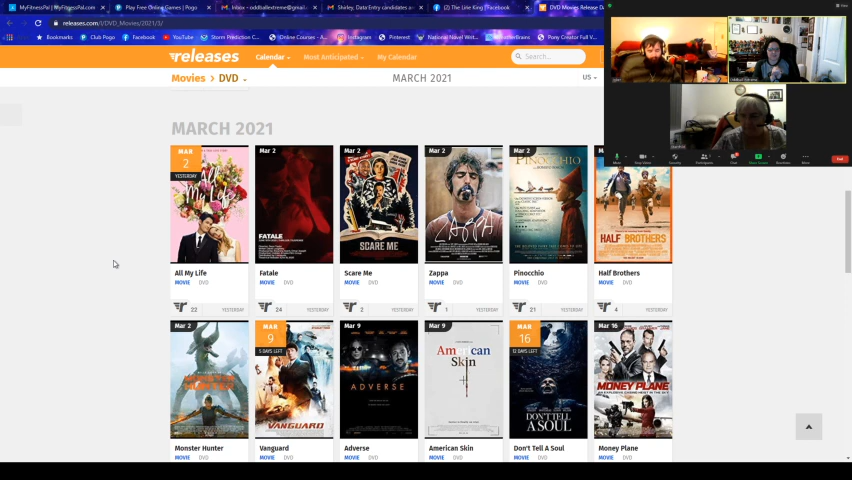 MyFitnessPal | MyFitnessPal.com
Play Free Online Games | Pogo
Inbox - oddballextreme@gmail
Shirley, Data Entry candidates a
(2) The Line King | Facebook
DVD Movies Release Da
releases.com/l/DVD_Movies/2021/3/
Bookmarks
Club Pogo
Facebook
YouTube
Storm Prediction C...
Online Courses - A...
Instagram
Pinterest
National Novel Writ...
Pony Creator Full V...
releases
Calendar
Most Anticipated
My Calendar
Search...
Movies > DVD
MARCH 2021
US
MARCH 2021
MAR
2
YESTERDAY
All My Life
Mar 2
FATALE
Mar 2
SCARE ME
Mar 2
ZAPPA
Mar 2
PINOCCHIO
HALF BROTHERS
All My Life
MOVIE DVD
Fatale
MOVIE DVD
Scare Me
MOVIE DVD
Zappa
MOVIE DVD
Pinocchio
MOVIE DVD
Half Brothers
MOVIE DVD
22 YESTERDAY
24 YESTERDAY
2 YESTERDAY
1 YESTERDAY
21 YESTERDAY
4 YESTERDAY
Mar 2
MONSTER HUNTER
MAR
9
5 DAYS LEFT
VANGUARD
Mar 9
ADVERSE
Mar 9
American Skin
MAR
16
13 DAYS LEFT
DON'T TELL
A SOUL
Mar 16
MONEY PLANE
Monster Hunter
MOVIE DVD
Vanguard
MOVIE DVD
Adverse
MOVIE DVD
American Skin
MOVIE DVD
Don't Tell A Soul
MOVIE DVD
Money Plane
MOVIE DVD